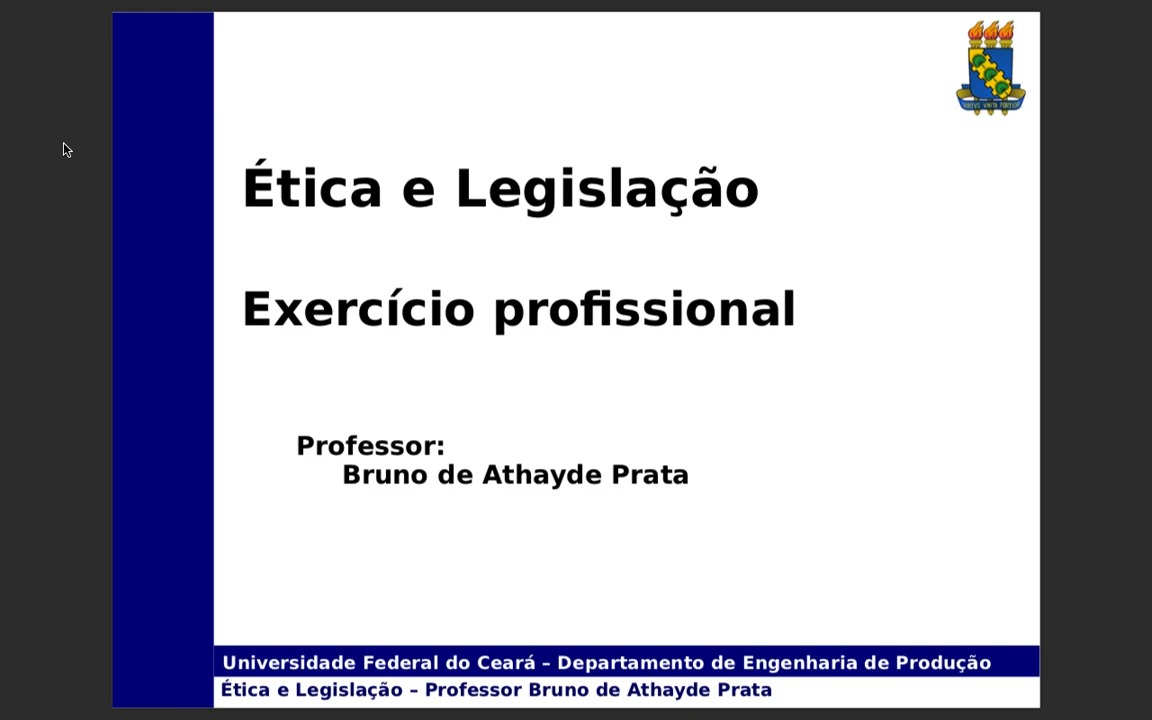 Ética e Legislação
Exercício profissional
Professor:
Bruno de Athayde Prata
Universidade Federal do Ceará – Departamento de Engenharia de Produção
Ética e Legislação – Professor Bruno de Athayde Prata